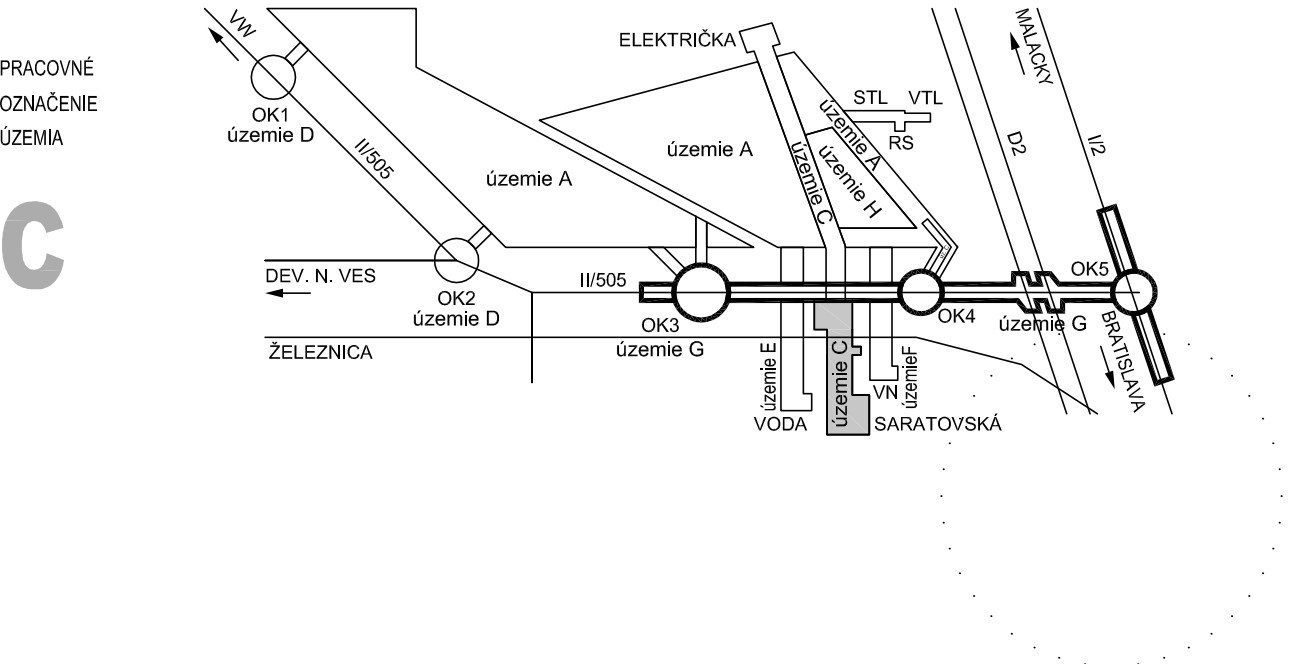 PRACOVNÉ
OZNAČENIE
ÚZEMIA
C
VW
OK1
území D
II/505
OK2
územie D
DEV. N. VES
ŽELEZNICA
II/505
OK3
územie G
územie A
územie A
ELEKTRIČKA
územie C
územie H
územie A
STL VTL
RS
D2
MALACKY
I/2
OK4
OK5
územie G
BRATISLAVA
územie E
VODA
územie C
VN
územieF
SARATOVSKÁ